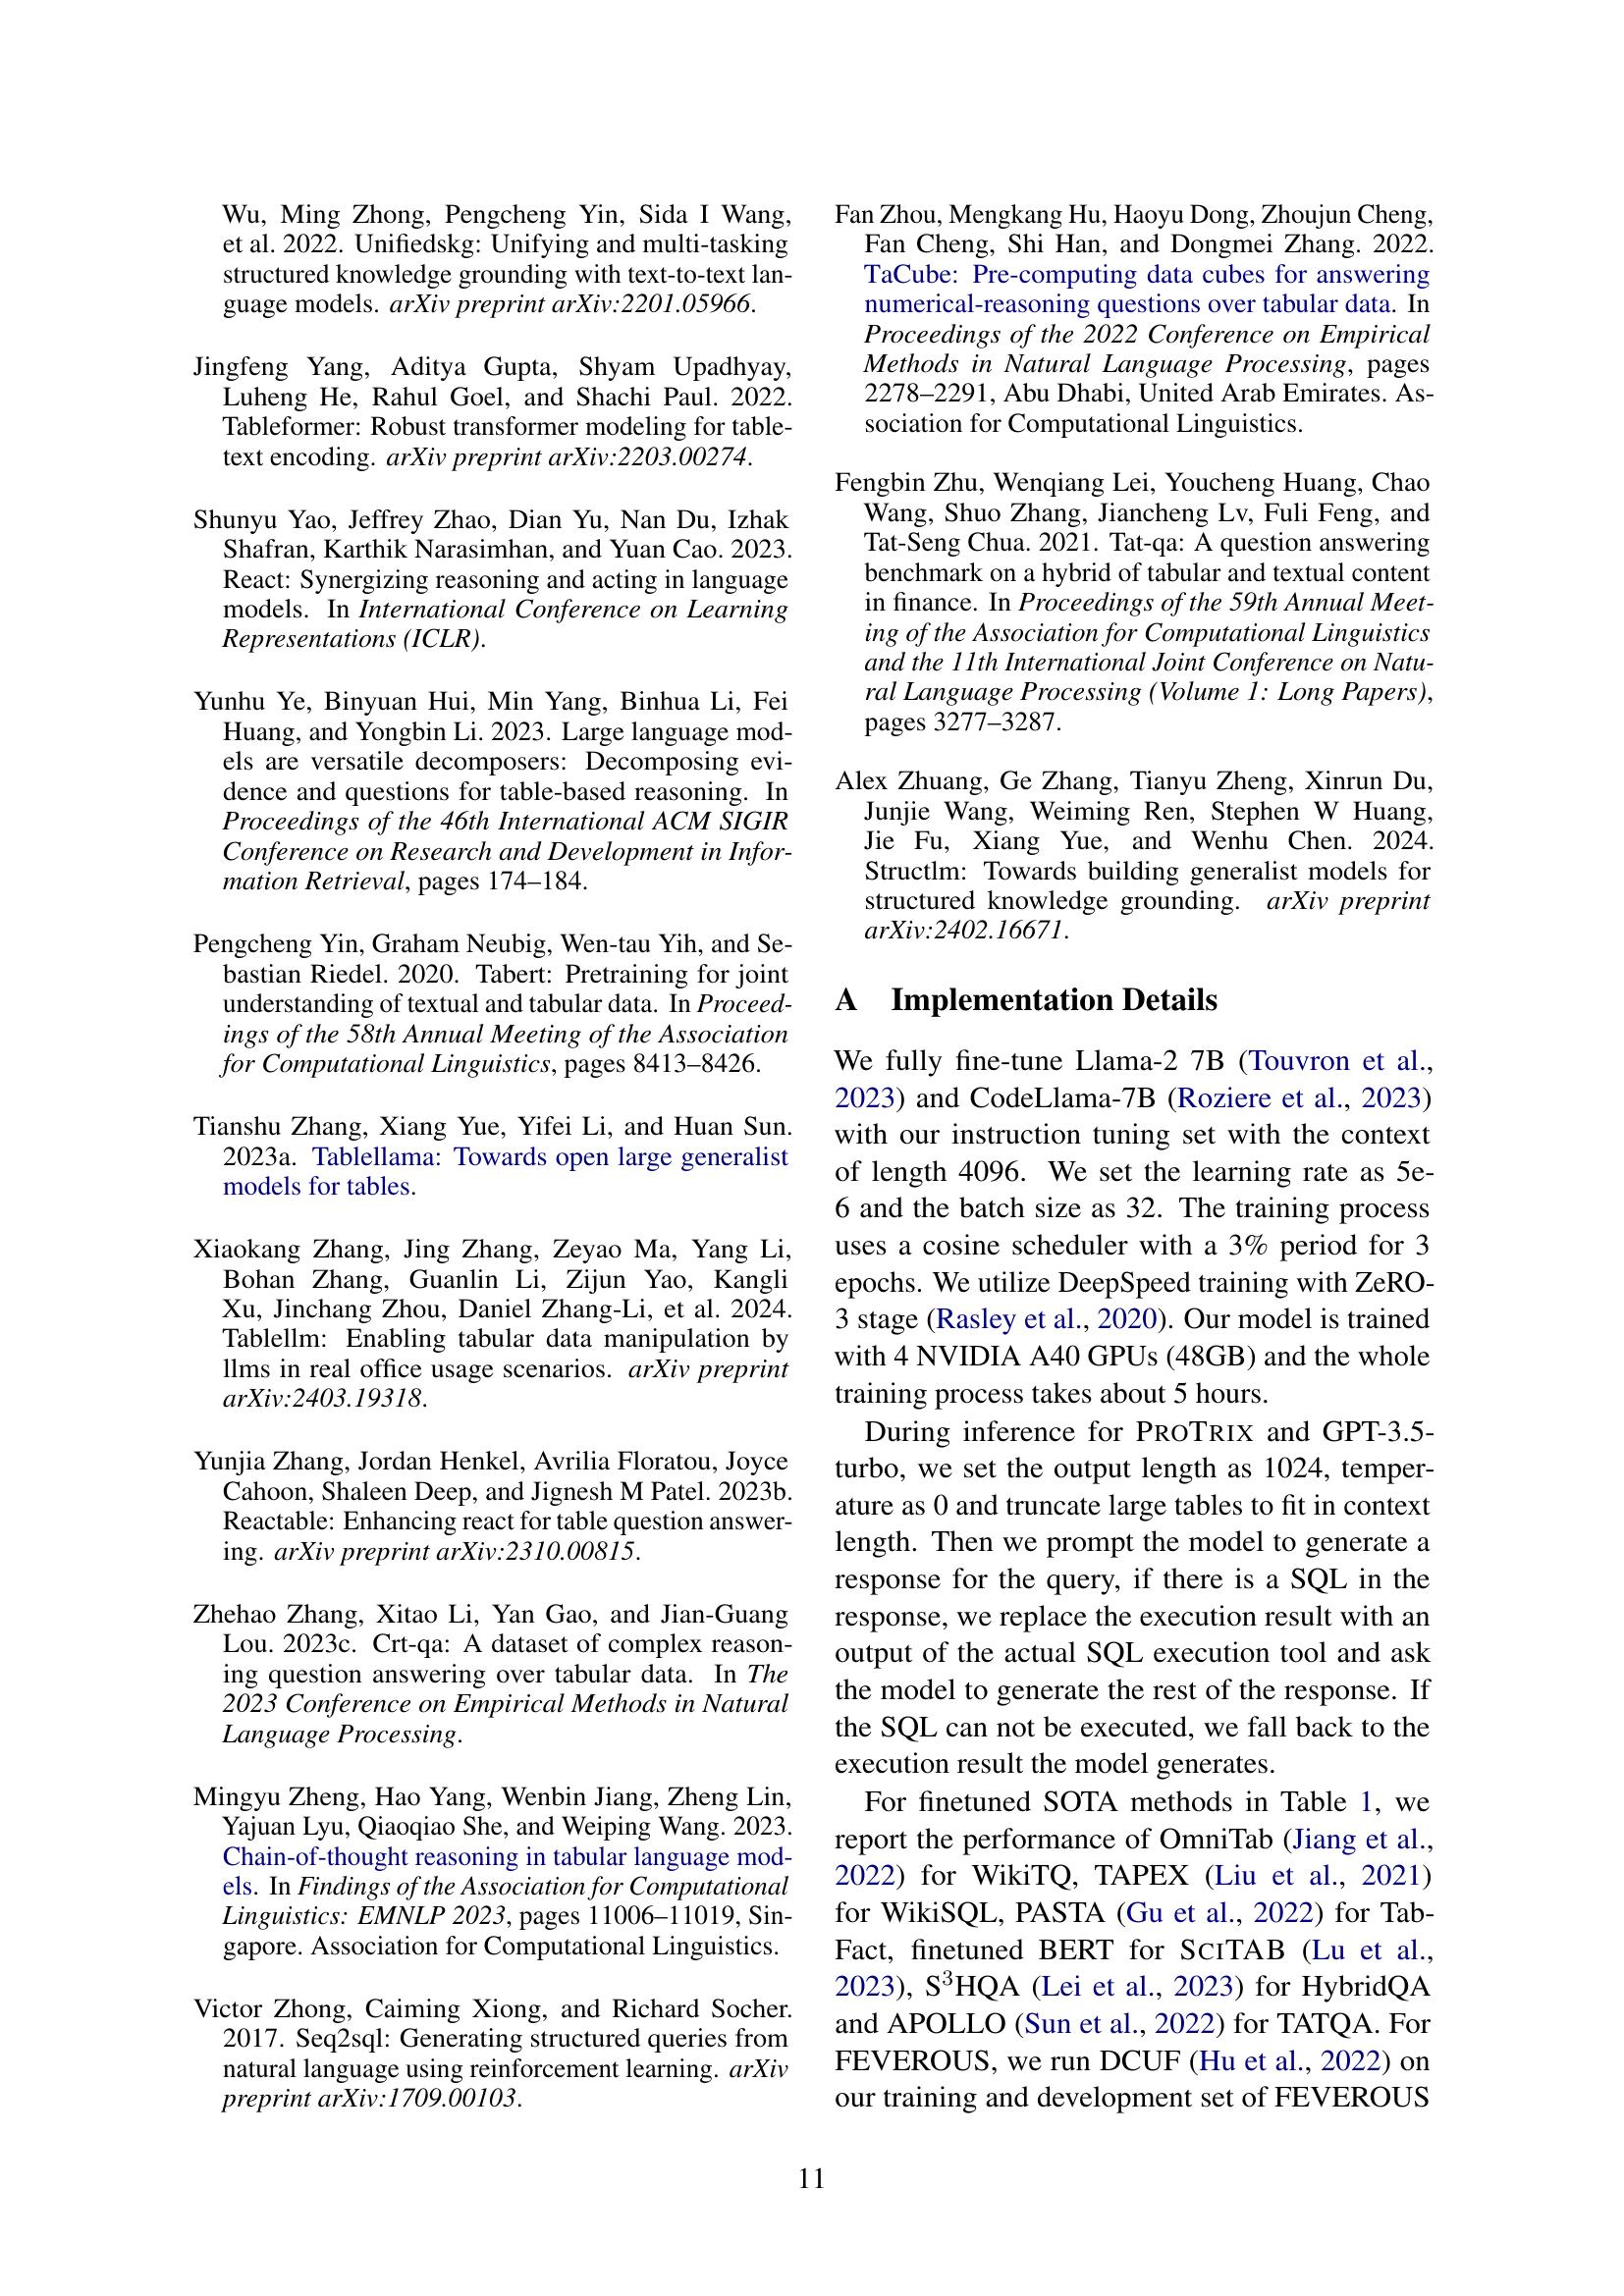 Wu, Ming Zhong, Pengcheng Yin, Sida I Wang,
et al. 2022. Unifiedskg: Unifying and multi-tasking
structured knowledge grounding with text-to-text lan-
guage models. arXiv preprint arXiv:2201.05966.
Jingfeng Yang, Aditya Gupta, Shyam Upadhyay,
Luheng He, Rahul Goel, and Shachi Paul. 2022.
Tableformer: Robust transformer modeling for table-
text encoding. arXiv preprint arXiv:2203.00274.
Shunyu Yao, Jeffrey Zhao, Dian Yu, Nan Du, Izhak
Shafran, Karthik Narasimhan, and Yuan Cao. 2023.
React: Synergizing reasoning and acting in language
models. In International Conference on Learning
Representations (ICLR).
Yunhu Ye, Binyuan Hui, Min Yang, Binhua Li, Fei
Huang, and Yongbin Li. 2023. Large language mod-
els are versatile decomposers: Decomposing evi-
dence and questions for table-based reasoning. In
Proceedings of the 46th International ACM SIGIR
Conference on Research and Development in Infor-
mation Retrieval, pages 174–184.
Pengcheng Yin, Graham Neubig, Wen-tau Yih, and Se-
bastian Riedel. 2020. Tabert: Pretraining for joint
understanding of textual and tabular data. In Proceed-
ings of the 58th Annual Meeting of the Association
for Computational Linguistics, pages 8413–8426.
Tianshu Zhang, Xiang Yue, Yifei Li, and Huan Sun.
2023a. Tablellama: Towards open large generalist
models for tables.
Xiaokang Zhang, Jing Zhang, Zeyao Ma, Yang Li,
Bohan Zhang, Guanlin Li, Zijun Yao, Kangli
Xu, Jinchang Zhou, Daniel Zhang-Li, et al. 2024.
Tablellm: Enabling tabular data manipulation by
llms in real office usage scenarios. arXiv preprint
arXiv:2403.19318.
Yunjia Zhang, Jordan Henkel, Avrilia Floratou, Joyce
Cahoon, Shaleen Deep, and Jignesh M Patel. 2023b.
Reactable: Enhancing react for table question answer-
ing. arXiv preprint arXiv:2310.00815.
Zhehao Zhang, Xitao Li, Yan Gao, and Jian-Guang
Lou. 2023c. Crt-qa: A dataset of complex reason-
ing question answering over tabular data. In The
2023 Conference on Empirical Methods in Natural
Language Processing.
Mingyu Zheng, Hao Yang, Wenbin Jiang, Zheng Lin,
Yajuan Lyu, Qiaoqiao She, and Weiping Wang. 2023.
Chain-of-thought reasoning in tabular language mod-
els. In Findings of the Association for Computational
Linguistics: EMNLP 2023, pages 11006–11019, Sin-
gapore. Association for Computational Linguistics.
Victor Zhong, Caiming Xiong, and Richard Socher.
2017. Seq2sql: Generating structured queries from
natural language using reinforcement learning. arXiv
preprint arXiv:1709.00103.
Fan Zhou, Mengkang Hu, Haoyu Dong, Zhoujun Cheng,
Fan Cheng, Shi Han, and Dongmei Zhang. 2022.
TaCube: Pre-computing data cubes for answering
numerical-reasoning questions over tabular data. In
Proceedings of the 2022 Conference on Empirical
Methods in Natural Language Processing, pages
2278–2291, Abu Dhabi, United Arab Emirates. As-
sociation for Computational Linguistics.
Fengbin Zhu, Wenqiang Lei, Youcheng Huang, Chao
Wang, Shuo Zhang, Jiancheng Lv, Fuli Feng, and
Tat-Seng Chua. 2021. Tat-qa: A question answering
benchmark on a hybrid of tabular and textual content
in finance. In Proceedings of the 59th Annual Meet-
ing of the Association for Computational Linguistics
and the 11th International Joint Conference on Natu-
ral Language Processing (Volume 1: Long Papers),
pages 3277–3287.
Alex Zhuang, Ge Zhang, Tianyu Zheng, Xinrun Du,
Junjie Wang, Weiming Ren, Stephen W Huang,
Jie Fu, Xiang Yue, and Wenhu Chen. 2024.
Structlm: Towards building generalist models for
structured knowledge grounding. arXiv preprint
arXiv:2402.16671.
A Implementation Details
We fully fine-tune Llama-2 7B (Touvron et al.,
2023) and CodeLlama-7B (Roziere et al., 2023)
with our instruction tuning set with the context
of length 4096. We set the learning rate as 5e-
6 and the batch size as 32. The training process
uses a cosine scheduler with a 3% period for 3
epochs. We utilize DeepSpeed training with ZeRO-
3 stage (Rasley et al., 2020). Our model is trained
with 4 NVIDIA A40 GPUs (48GB) and the whole
training process takes about 5 hours.
During inference for PROTRIX and GPT-3.5-
turbo, we set the output length as 1024, temper-
ature as 0 and truncate large tables to fit in context
length. Then we prompt the model to generate a
response for the query, if there is a SQL in the
response, we replace the execution result with an
output of the actual SQL execution tool and ask
the model to generate the rest of the response. If
the SQL can not be executed, we fall back to the
execution result the model generates.
For finetuned SOTA methods in Table 1, we
report the performance of OmniTab (Jiang et al.,
2022) for WikiTQ, TAPEX (Liu et al., 2021)
for WikiSQL, PASTA (Gu et al., 2022) for Tab-
Fact, finetuned BERT for SCITAB (Lu et al.,
2023), S³HQA (Lei et al., 2023) for HybridQA
and APOLLO (Sun et al., 2022) for TATQA. For
FEVEROUS, we run DCUF (Hu et al., 2022) on
our training and development set of FEVEROUS
11